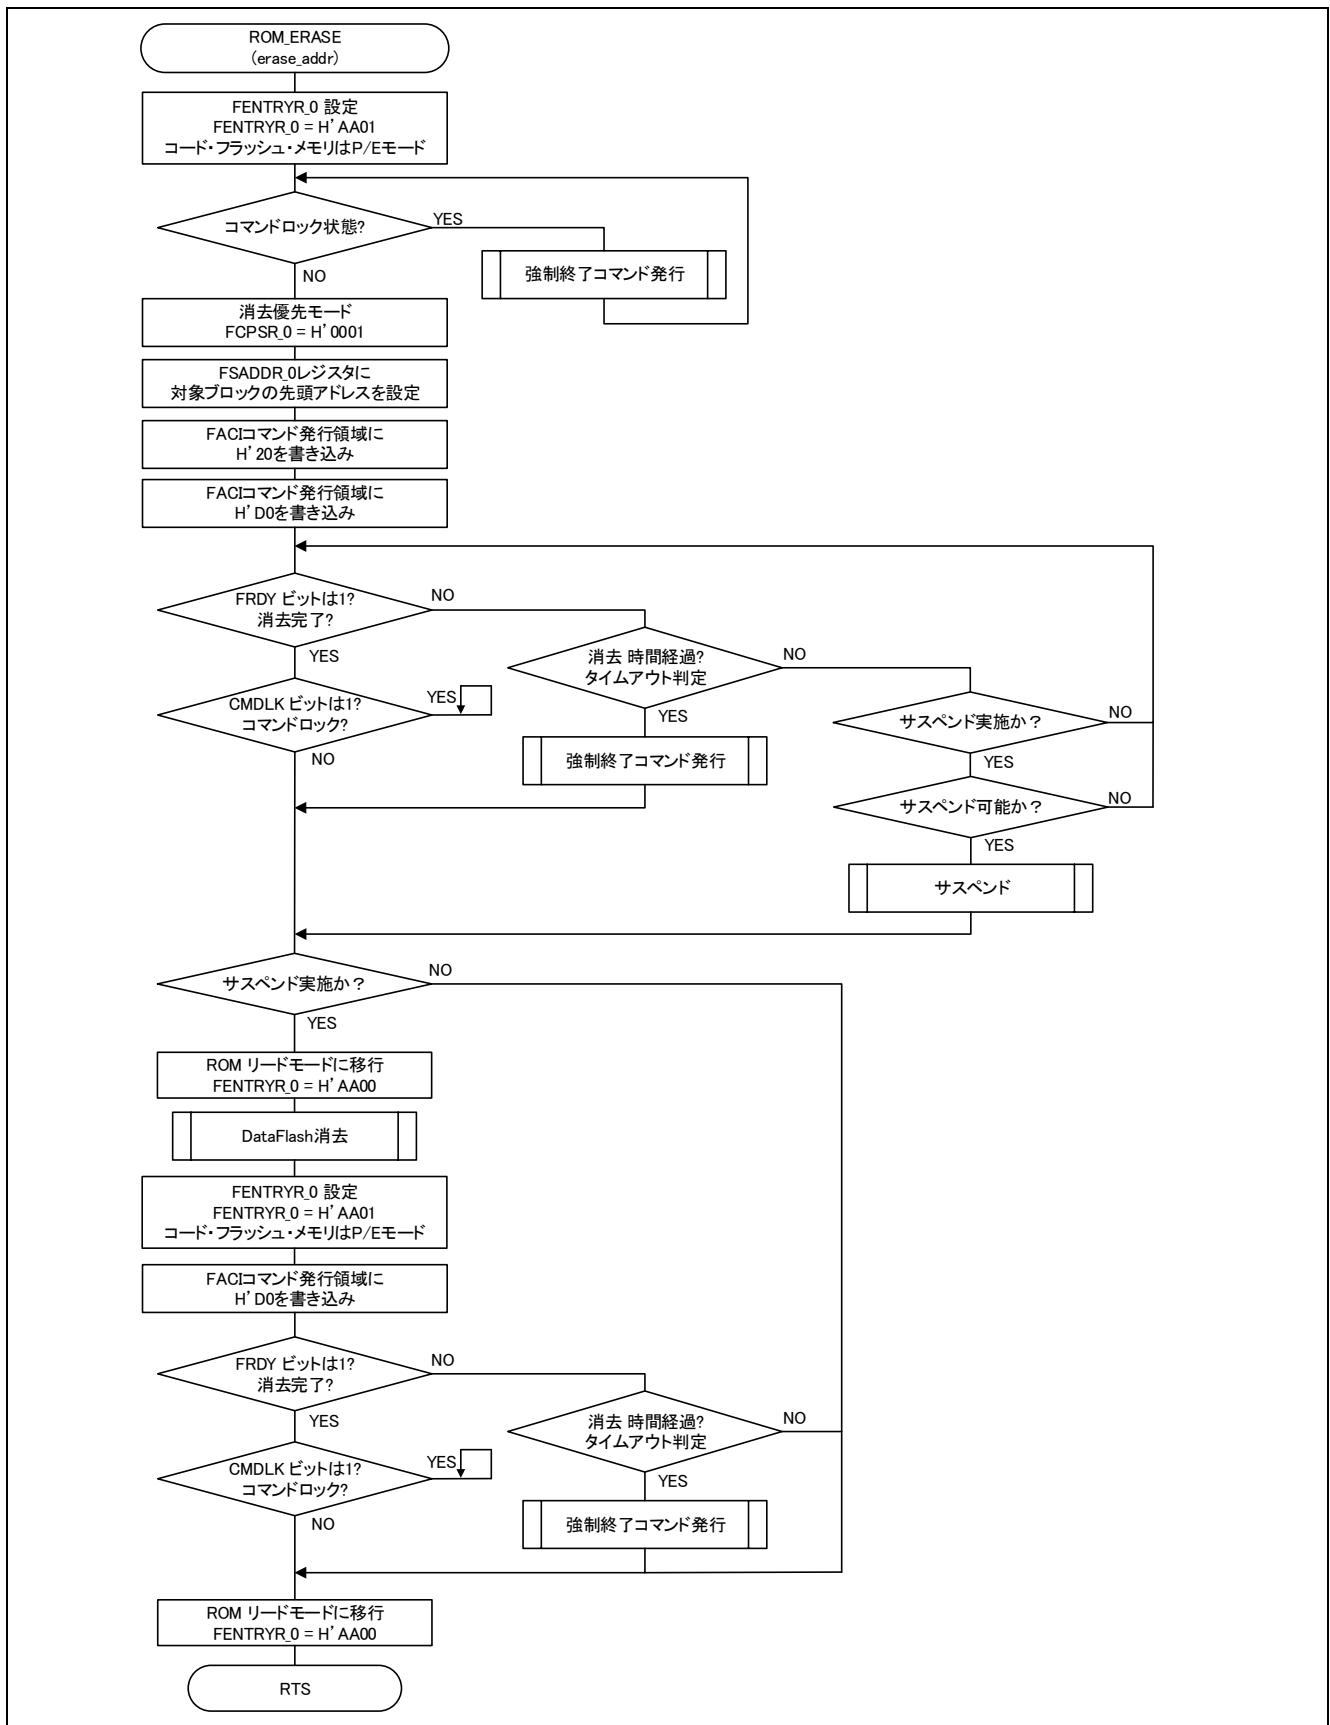 ROM_ERASE
(erase_addr)
FENTRYR_0 設定
FENTRYR_0 = H' AA01
コード・フラッシュ・メモリはP/Eモード
コマンドロック状態?
YES
強制終了コマンド発行
NO
消去優先モード
FCPSR_0 = H' 0001
FSADDR_0レジスタに
対象ブロックの先頭アドレスを設定
FACIコマンド発行領域に
H' 20を書き込み
FACIコマンド発行領域に
H' D0を書き込み
FRDY ビットは1?
消去完了?
NO
YES
消去 時間経過?
タイムアウト判定
NO
YES
CMDLK ビットは1?
コマンドロック?
YES
NO
強制終了コマンド発行
サスペンド実施か？
NO
YES
サスペンド可能か？
NO
YES
サスペンド
サスペンド実施か？
NO
YES
ROM リードモードに移行
FENTRYR_0 = H' AA00
DataFlash消去
FENTRYR_0 設定
FENTRYR_0 = H' AA01
コード・フラッシュ・メモリはP/Eモード
FACIコマンド発行領域に
H' D0を書き込み
FRDY ビットは1?
消去完了?
NO
YES
消去 時間経過?
タイムアウト判定
NO
YES
CMDLK ビットは1?
コマンドロック?
YES
NO
強制終了コマンド発行
ROM リードモードに移行
FENTRYR_0 = H' AA00
RTS